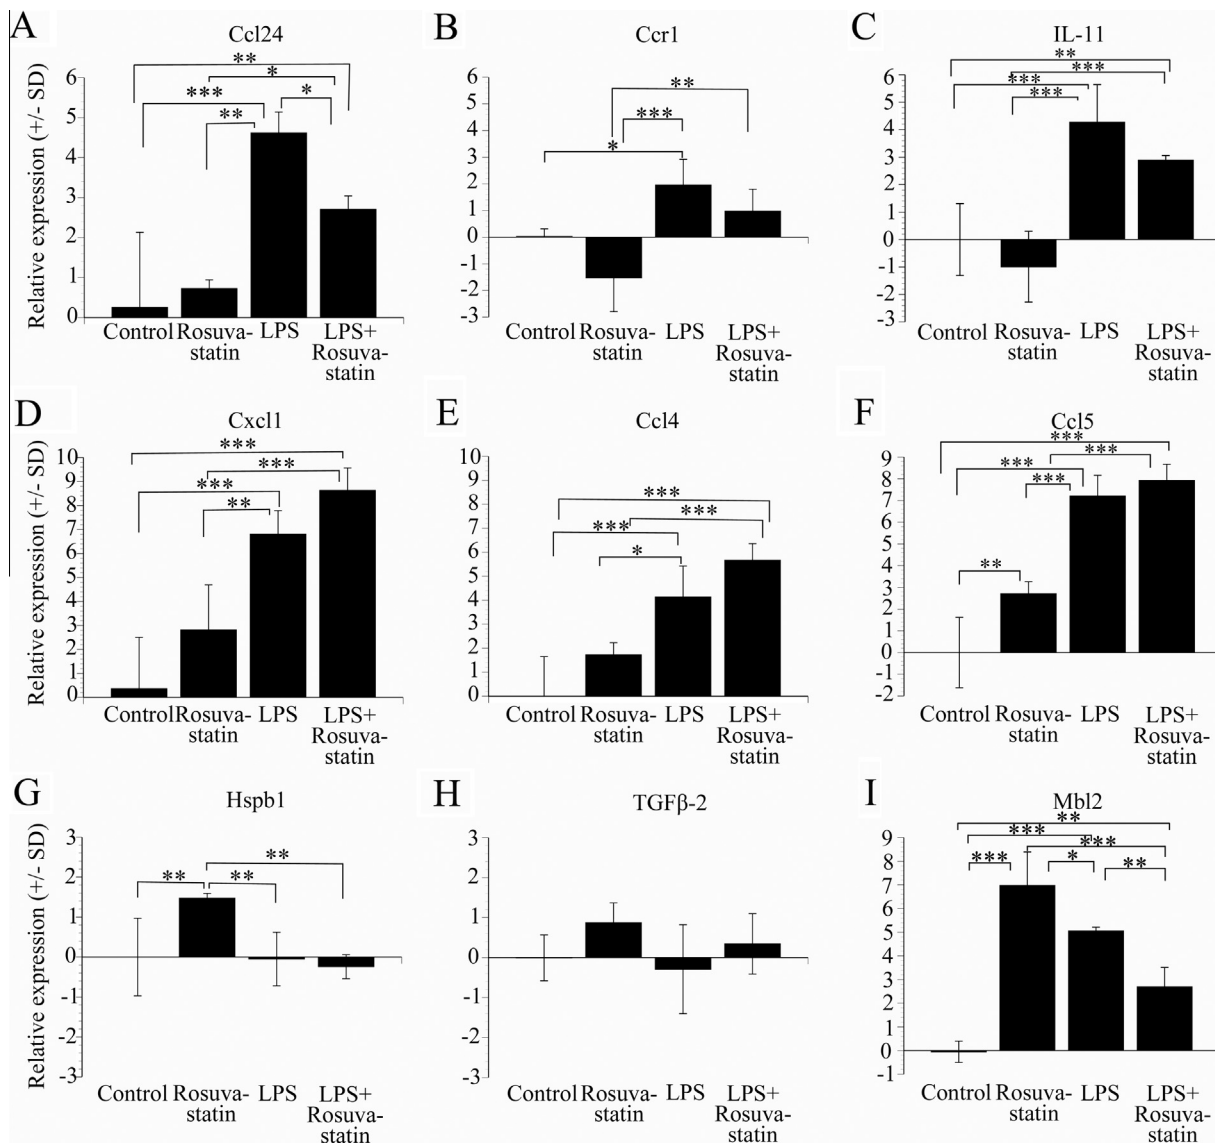 A
Ccl24
Relative expression (+/- SD)
6
5
4
3
2
1
0
**
*
***
*
**
Control
Rosuva-
statin
LPS
LPS+
Rosuva-
statin
B
Ccr1
6
5
4
3
2
1
0
-1
-2
-3
**
***
*
Control
Rosuva-
statin
LPS
LPS+
Rosuva-
statin
C
IL-11
6
5
4
3
2
1
0
-1
-2
-3
**
***
***
***
Control
Rosuva-
statin
LPS
LPS+
Rosuva-
statin
D
Cxcl1
Relative expression (+/- SD)
10
9
8
7
6
5
4
3
2
1
0
***
***
***
**
Control
Rosuva-
statin
LPS
LPS+
Rosuva-
statin
E
Ccl4
10
9
8
7
6
5
4
3
2
1
0
***
***
***
*
Control
Rosuva-
statin
LPS
LPS+
Rosuva-
statin
F
Ccl5
9
8
7
6
5
4
3
2
1
0
-1
-2
***
***
***
***
**
Control
Rosuva-
statin
LPS
LPS+
Rosuva-
statin
G
Hspb1
Relative expression (+/- SD)
3
2
1
0
-1
-2
-3
**
**
**
Control
Rosuva-
statin
LPS
LPS+
Rosuva-
statin
H
TGFβ-2
3
2
1
0
-1
-2
-3
Control
Rosuva-
statin
LPS
LPS+
Rosuva-
statin
I
Mbl2
9
8
7
6
5
4
3
2
1
0
-1
**
***
***
***
*
**
Control
Rosuva-
statin
LPS
LPS+
Rosuva-
statin